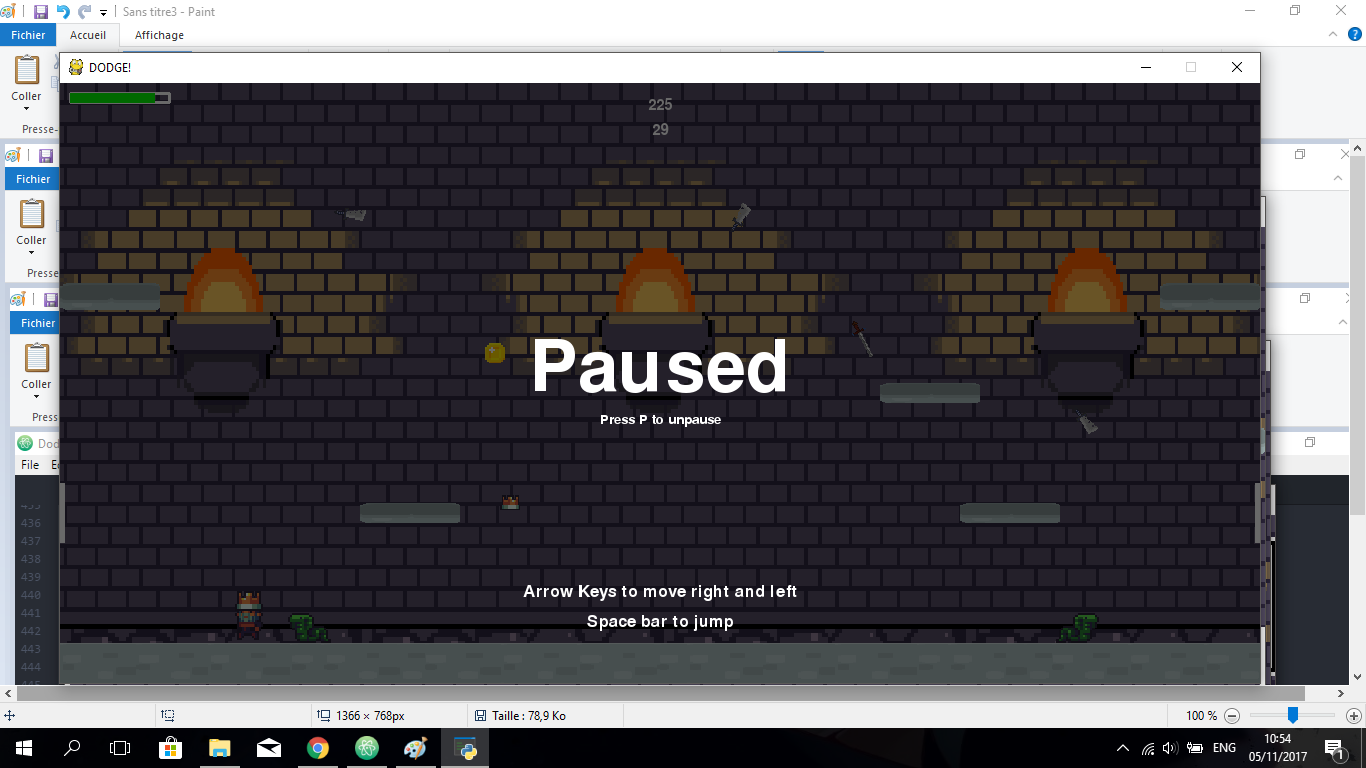 Sans titre3 - Paint
Fichier
Accueil
Affichage
DODGE!
Coller
Presse-
225
29
Fichier
Coller
Presse
Fichier
Coller
Press
Paused
Press P to unpause
Dod
File
E
436
437
438
439
440
441
442
443
444
Arrow Keys to move right and left
Space bar to jump
1366 × 768px
Taille : 78,9 Ko
100 %
ENG
10:54
05/11/2017
1